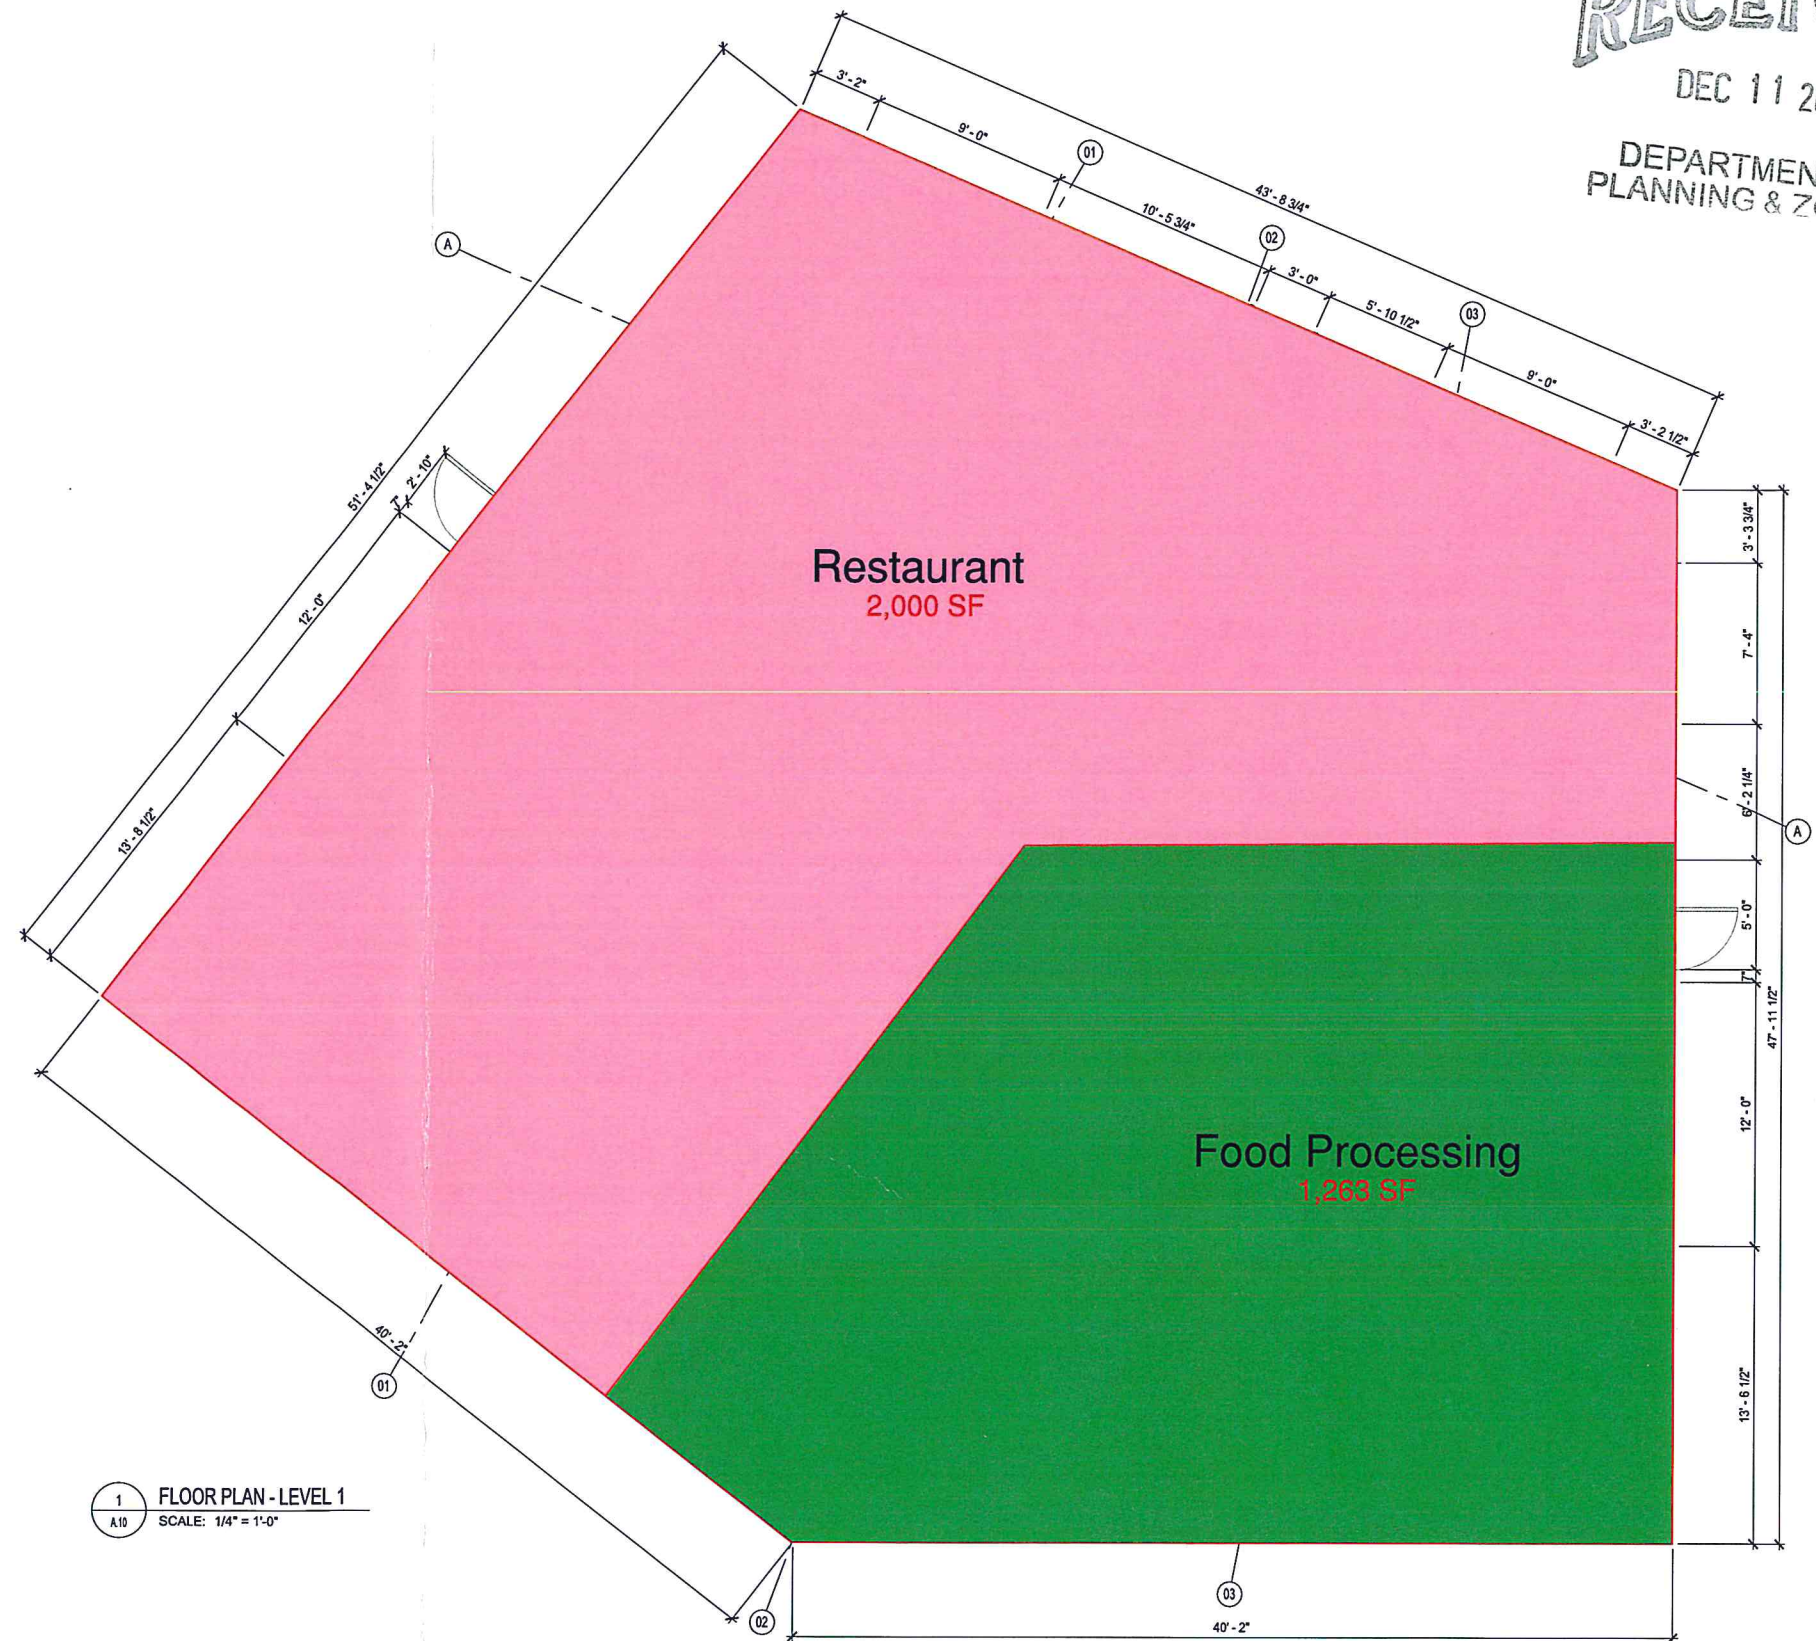 DEC 11
DEPARTMEN
PLANNING & Z
3'-2"
9'-0"
01
43'-8 3/4"
10'-5 3/4"
02
3'-0"
5'-10 1/2"
03
9'-0"
3'-2 1/2"
A
51'-4 1/2"
2'-10"
7"
12'-0"
13'-8 1/2"
Restaurant
2,000 SF
3'-3 3/4"
7'-4"
6'-2 1/4"
A
5'-0"
7"
47'-11 1/2"
12'-0"
13'-6 1/2"
Food Processing
1,263 SF
40'-2"
01
1
A.10
FLOOR PLAN - LEVEL 1
SCALE: 1/4" = 1'-0"
02
03
40'-2"